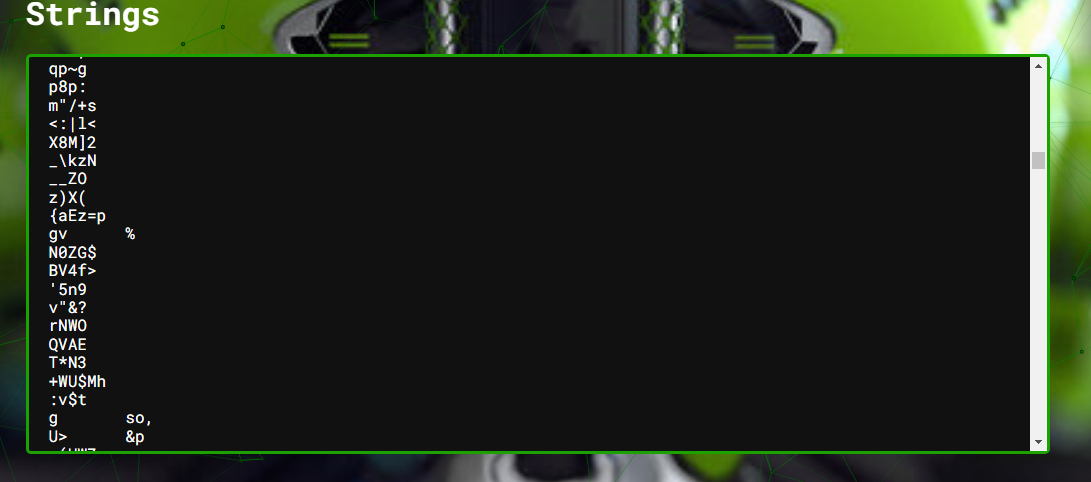 Strings
qp~g
p8p:
m"/+s
<:|l<
X8M]2
_\kzN
__ZO
z)X(
{aEz=p
gv	%
N0ZG$
BV4f>
'5n9
v"&?
rNWO
QVAE
T*N3
+WU$Mh
:v$t
g	so,
U>	&p